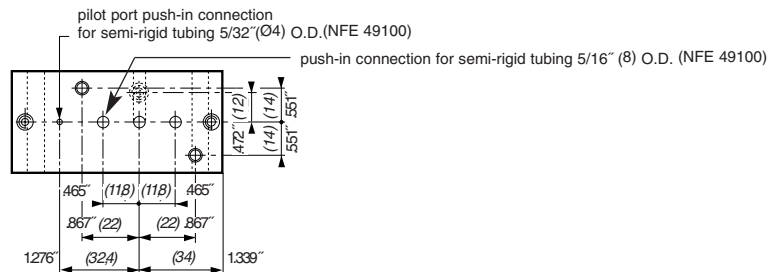 pilot port push-in connection
for semi-rigid tubing 5/32″(Ø4) O.D.(NFE 49100)
push-in connection for semi-rigid tubing 5/16″ (8) O.D. (NFE 49100)
.472″ (12) (14) .551″
(14) .551″
.465″ (11,8) (11,8) .465″
.867″ (22) (22) .867″
1.276″ (32,4) (34) 1.339″